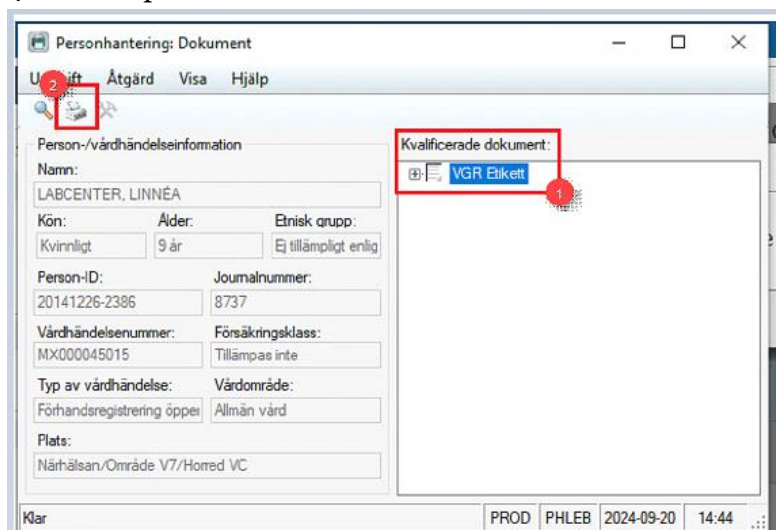 Personhantering: Dokument
Åtgärd Visa Hjälp
2
Person-/vårdhändelseinformation
Kvalificerade dokument:
Namn:
VGR Etikett
1
LABCENTER, LINNÉA
Kön: Ålder: Etnisk grupp:
Kvinnligt 9 år Ej tillämpligt enlig
Person-ID: Journalnummer:
20141226-2386 8737
Vårdhändelsenummer: Försäkringsklass:
MX000045015 Tillämpas inte
Typ av vårdhändelse: Vårdområde:
Förhandsregistrering öppe Allmän vård
Plats:
Närhälsan/Område V7/Horred VC
Klar PROD PHLEB 2024-09-20 14:44